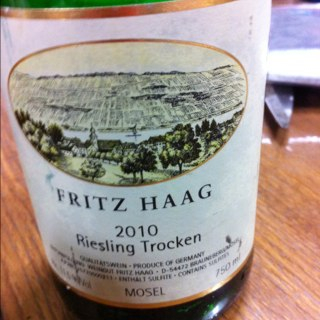 FRITZ HAAG
2010
Riesling Trocken
QUALITÄTSWEIN · PRODUCE OF GERMANY
WEINGUT FRITZ HAAG · D-54472 BRAUNEBERG/MOSEL
ENTHÄLT SULFITE · CONTAINS SULFITES
750 ml
MOSEL